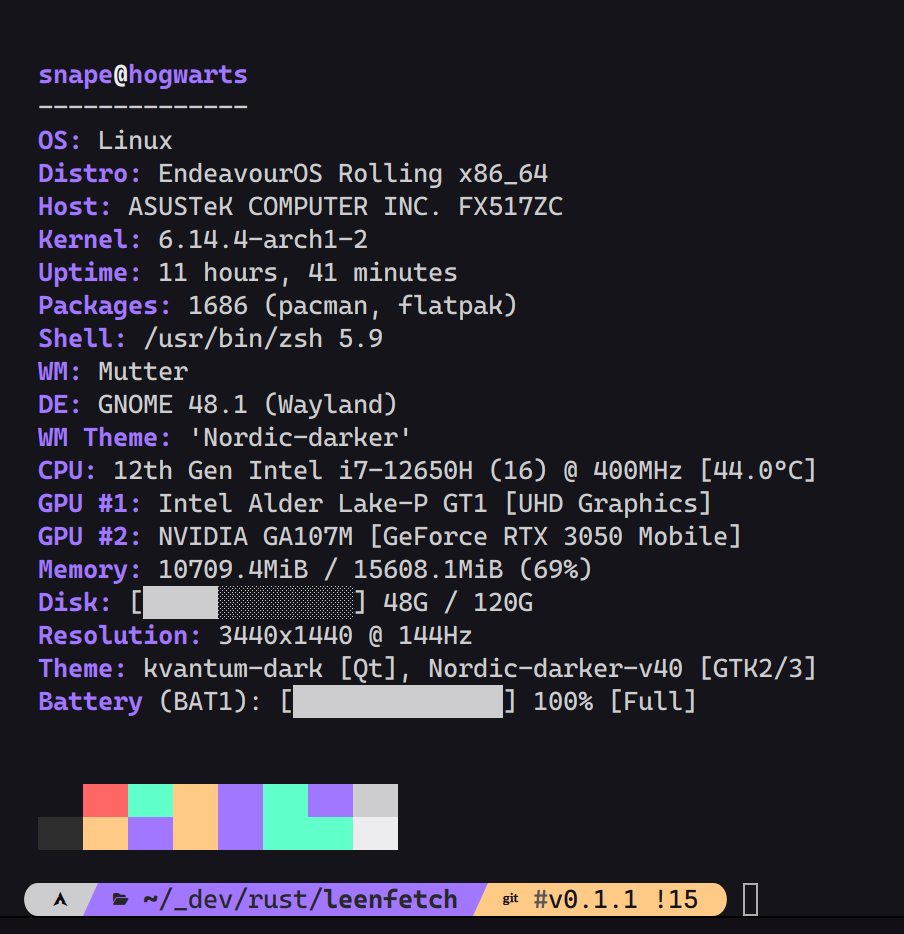 snape@hogwarts
--------------
OS: Linux
Distro: EndeavourOS Rolling x86_64
Host: ASUSTeK COMPUTER INC. FX517ZC
Kernel: 6.14.4-arch1-2
Uptime: 11 hours, 41 minutes
Packages: 1686 (pacman, flatpak)
Shell: /usr/bin/zsh 5.9
WM: Mutter
DE: GNOME 48.1 (Wayland)
WM Theme: 'Nordic-darker'
CPU: 12th Gen Intel i7-12650H (16) @ 400MHz [44.0°C]
GPU #1: Intel Alder Lake-P GT1 [UHD Graphics]
GPU #2: NVIDIA GA107M [GeForce RTX 3050 Mobile]
Memory: 10709.4MiB / 15608.1MiB (69%)
Disk: [█████░░░░░░░░░] 48G / 120G
Resolution: 3440x1440 @ 144Hz
Theme: kvantum-dark [Qt], Nordic-darker-v40 [GTK2/3]
Battery (BAT1): [██████████████] 100% [Full]
~/_dev/rust/leenfetch git #v0.1.1 !15